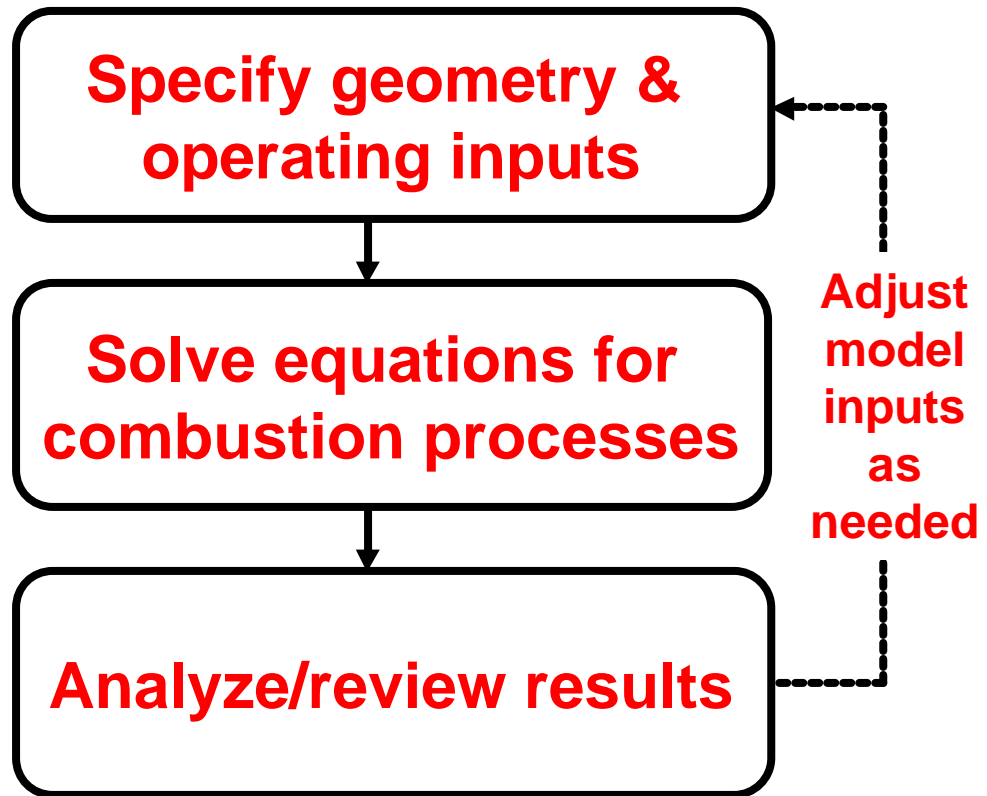 Specify geometry &
operating inputs
Solve equations for
combustion processes
Analyze/review results
Adjust
model
inputs
as
needed